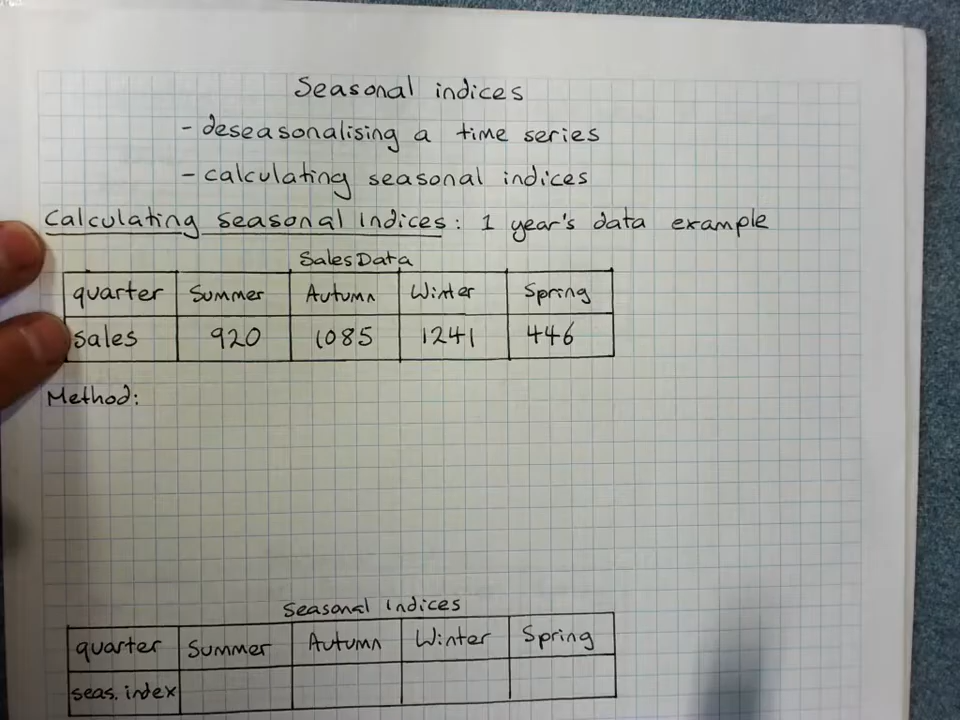 Seasonal indices
- deseasonalising a time series
- calculating seasonal indices
Calculating seasonal Indices: 1 year's data example
Sales Data
quarter Summer Autumn Winter Spring
sales 920 1085 1241 446
Method:
Seasonal Indices
quarter Summer Autumn Winter Spring
seas. index